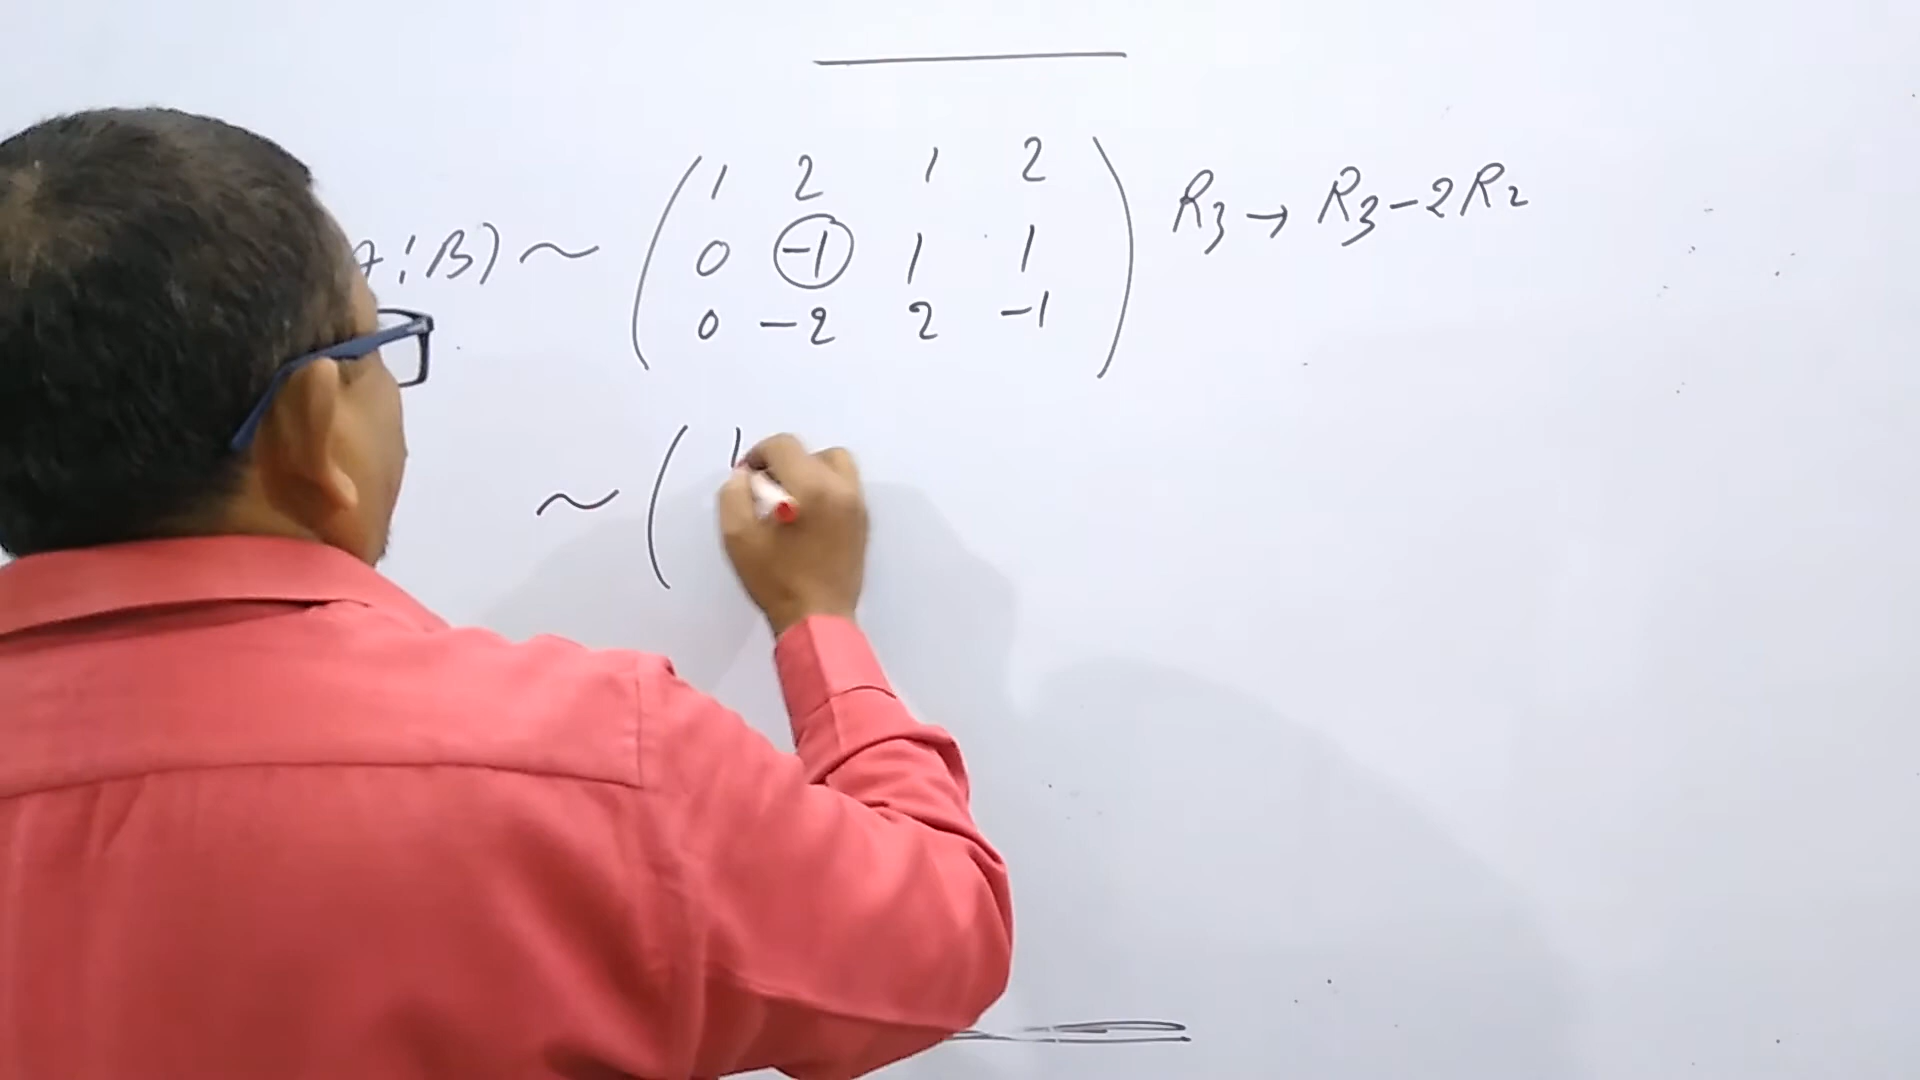 1 2 1 2 R3 → R3 - 2R2
: B) ~ 0 -1 1 1
0 -2 2 -1
~ ( 1